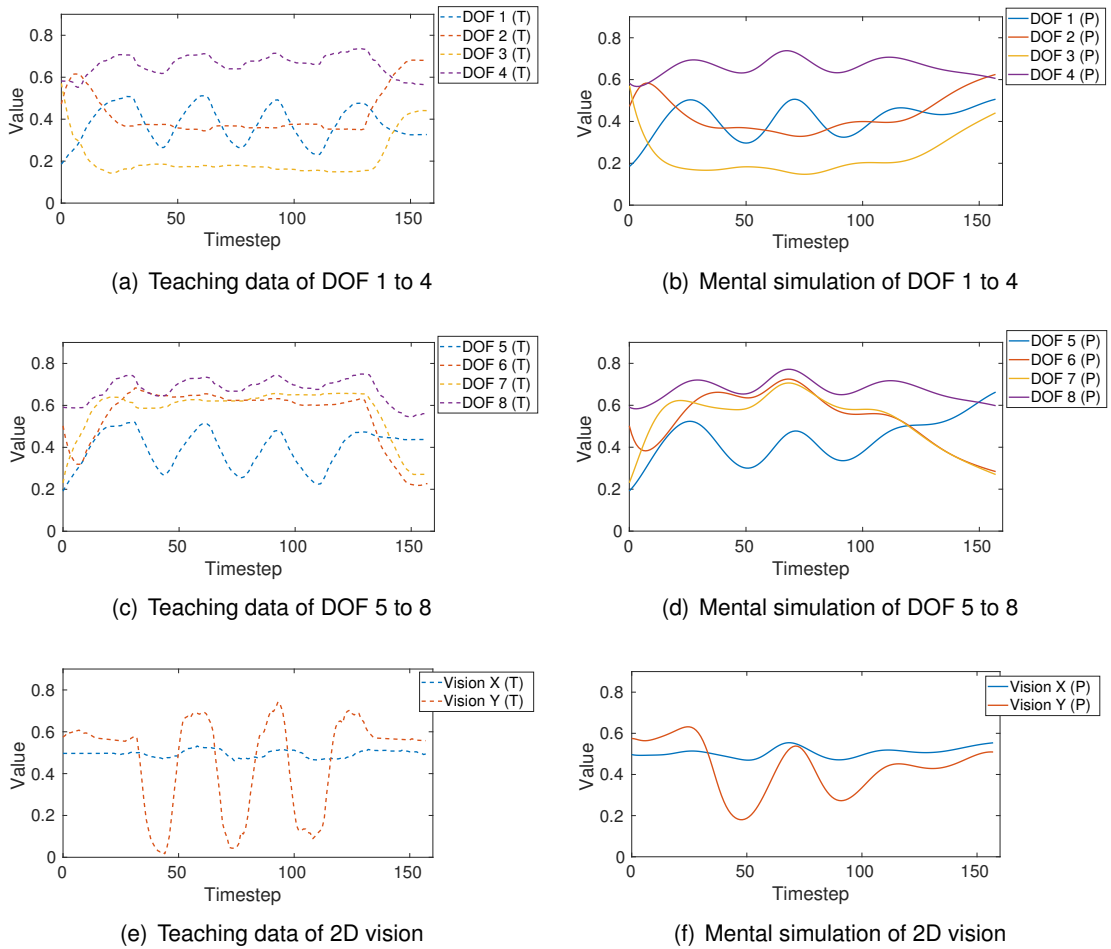 DOF 1 (T)
DOF 2 (T)
DOF 3 (T)
DOF 4 (T)
0.8
0.6
0.4
0.2
0
Value
0
50
100
150
Timestep
(a) Teaching data of DOF 1 to 4
DOF 1 (P)
DOF 2 (P)
DOF 3 (P)
DOF 4 (P)
0.8
0.6
0.4
0.2
0
Value
0
50
100
150
Timestep
(b) Mental simulation of DOF 1 to 4
DOF 5 (T)
DOF 6 (T)
DOF 7 (T)
DOF 8 (T)
0.8
0.6
0.4
0.2
0
Value
0
50
100
150
Timestep
(c) Teaching data of DOF 5 to 8
DOF 5 (P)
DOF 6 (P)
DOF 7 (P)
DOF 8 (P)
0.8
0.6
0.4
0.2
0
Value
0
50
100
150
Timestep
(d) Mental simulation of DOF 5 to 8
Vision X (T)
Vision Y (T)
0.8
0.6
0.4
0.2
0
Value
0
50
100
150
Timestep
(e) Teaching data of 2D vision
Vision X (P)
Vision Y (P)
0.8
0.6
0.4
0.2
0
Value
0
50
100
150
Timestep
(f) Mental simulation of 2D vision